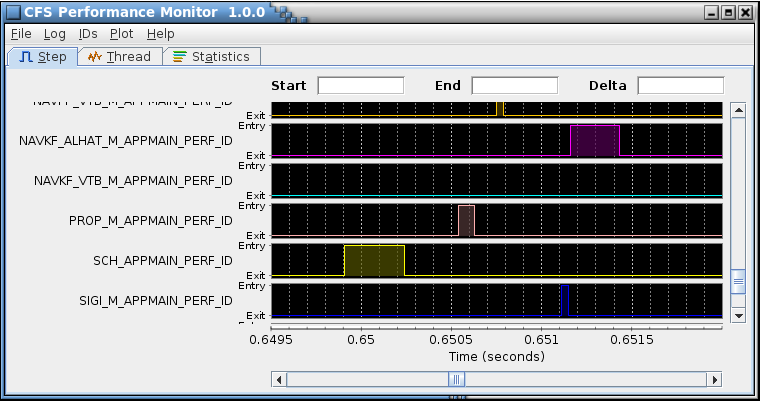 CFS Performance Monitor 1.0.0
File Log IDs Plot Help
Step Thread Statistics
Start End Delta
Exit
Entry
NAVKF_ALHAT_M_APPMAIN_PERF_ID
Exit
Entry
NAVKF_VTB_M_APPMAIN_PERF_ID
Exit
Entry
PROP_M_APPMAIN_PERF_ID
Exit
Entry
SCH_APPMAIN_PERF_ID
Exit
Entry
SIGI_M_APPMAIN_PERF_ID
Exit
0.6495 0.65 0.6505 0.651 0.6515
Time (seconds)